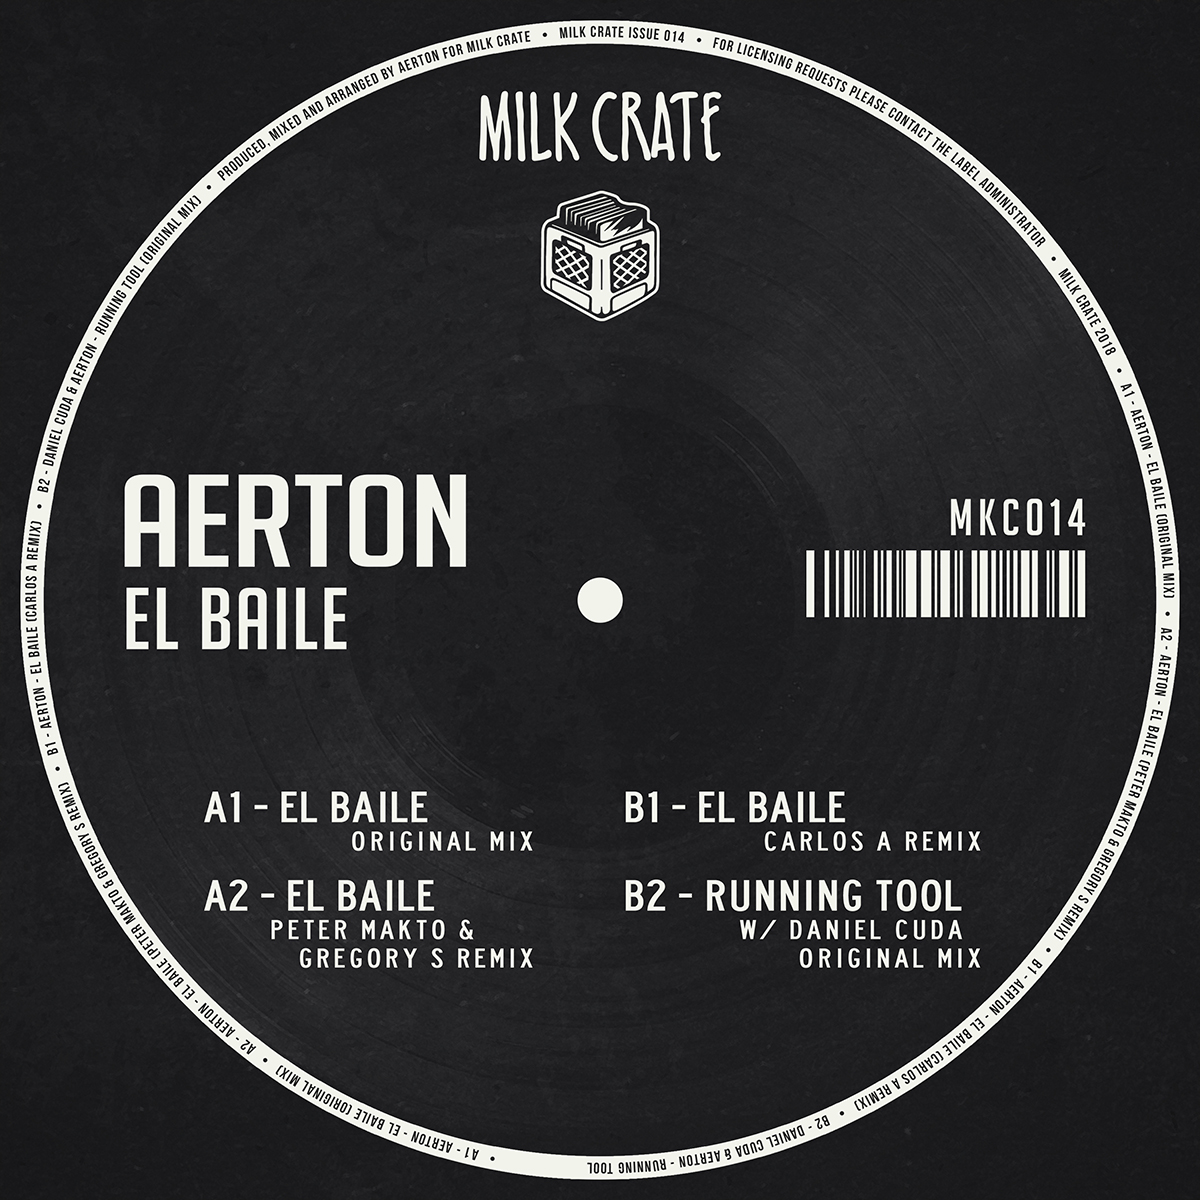 PRODUCED, MIXED AND ARRANGED BY AERTON FOR MILK CRATE • MILK CRATE ISSUE 014 • FOR LICENSING REQUESTS PLEASE CONTACT THE LABEL ADMINISTRATOR • MILK CRATE 2018 • A1 - AERTON - EL BAILE (ORIGINAL MIX) • A2 - AERTON - EL BAILE (PETER MAKTO & GREGORY S REMIX) • B1 - AERTON - EL BAILE (CARLOS A REMIX) • B2 - DANIEL CUDA & AERTON - RUNNING TOOL
• A1 - AERTON - EL BAILE (ORIGINAL MIX) • A2 - AERTON - EL BAILE (PETER MAKTO & GREGORY S REMIX) • B1 - AERTON - EL BAILE (CARLOS A REMIX) • B2 - DANIEL CUDA & AERTON - RUNNING TOOL (ORIGINAL MIX) •
MILK CRATE
AERTON
EL BAILE
MKC014
A1 - EL BAILE
ORIGINAL MIX
A2 - EL BAILE
PETER MAKTO &
GREGORY S REMIX
B1 - EL BAILE
CARLOS A REMIX
B2 - RUNNING TOOL
W/ DANIEL CUDA
ORIGINAL MIX